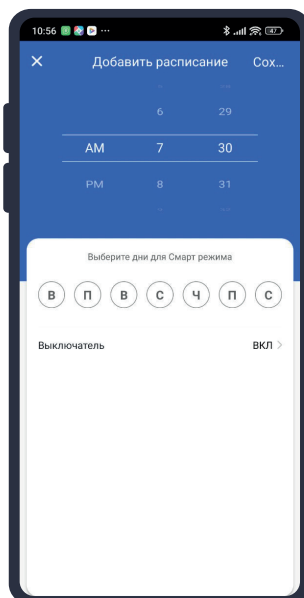 10:56 ··· 47
× Добавить расписание Сох...
6 29
AM 7 30
PM 8 31
Выберите дни для Смарт режима
В П В С Ч П С
Выключатель ВКЛ >